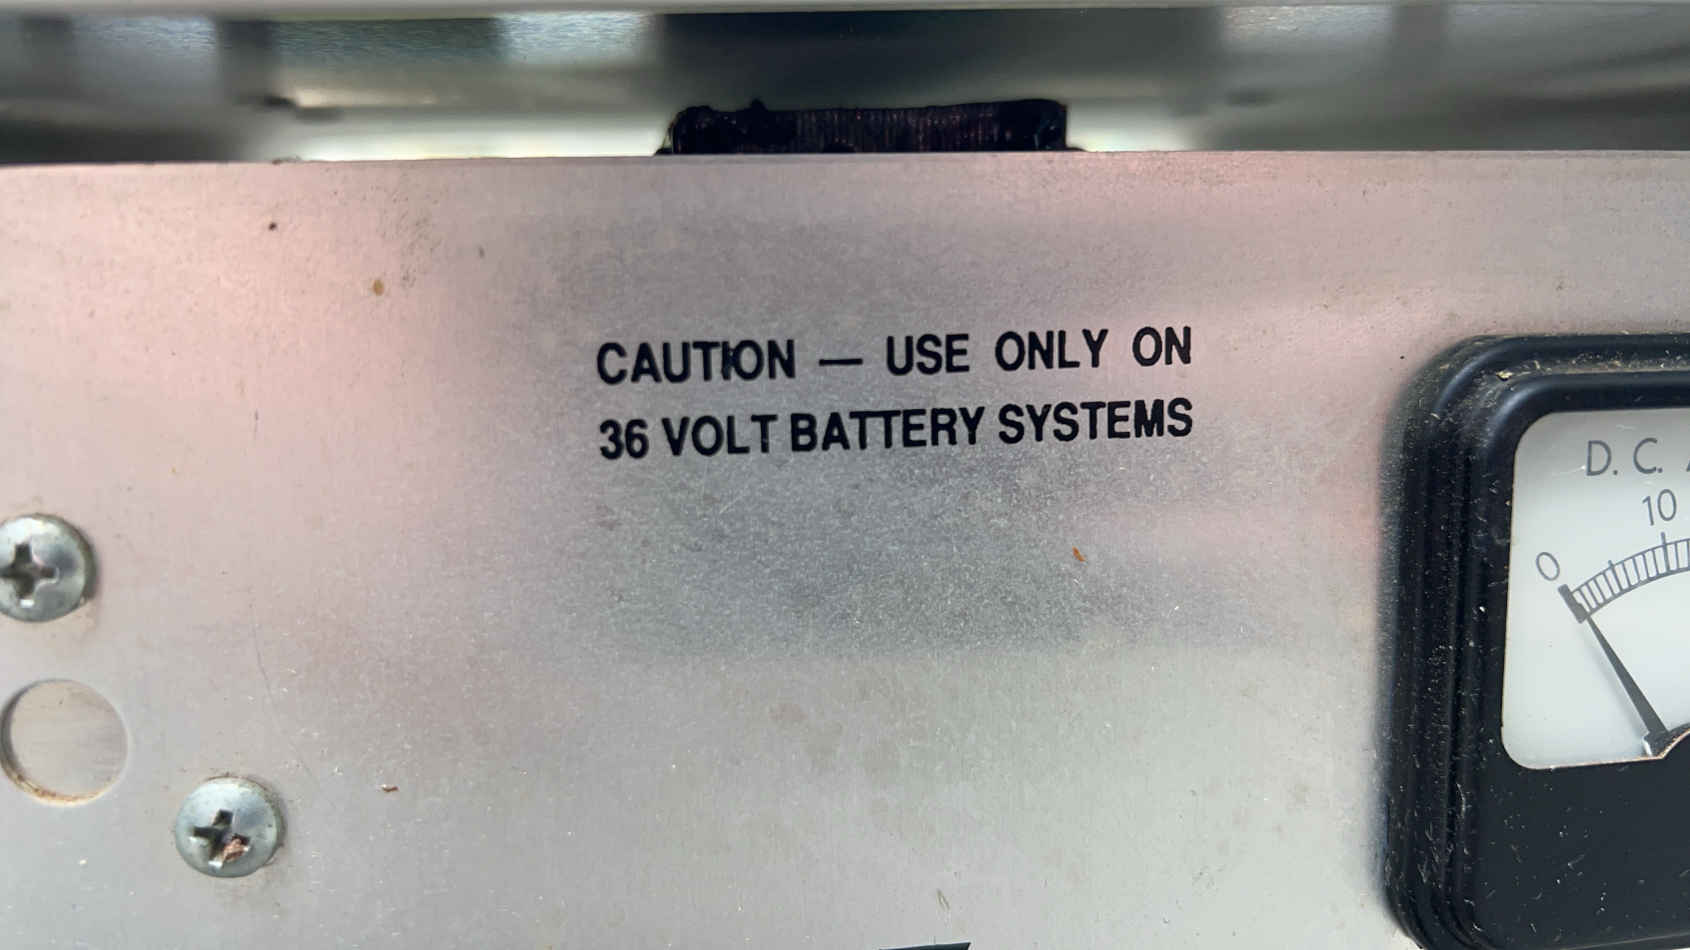 CAUTION — USE ONLY ON
36 VOLT BATTERY SYSTEMS
D. C.
10
0